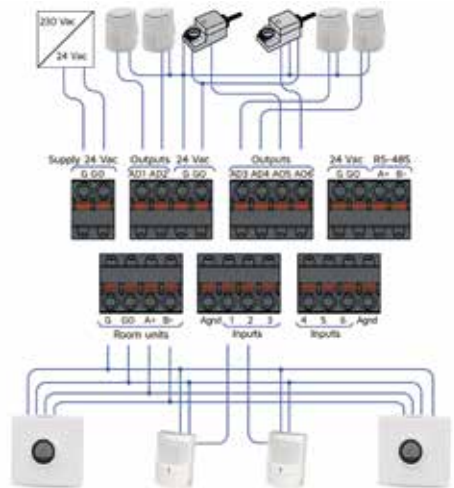 230 Vac
24 Vac
Supply 24 Vac Outputs 24 Vac Outputs 24 Vac RS-485
G G0 AO1 AO2 G G0 AO3 AO4 AO5 AO6 G G0 A+ B-
G G0 A+ B- Agnd 1 2 3 4 5 6 Agnd
Room units Inputs Inputs